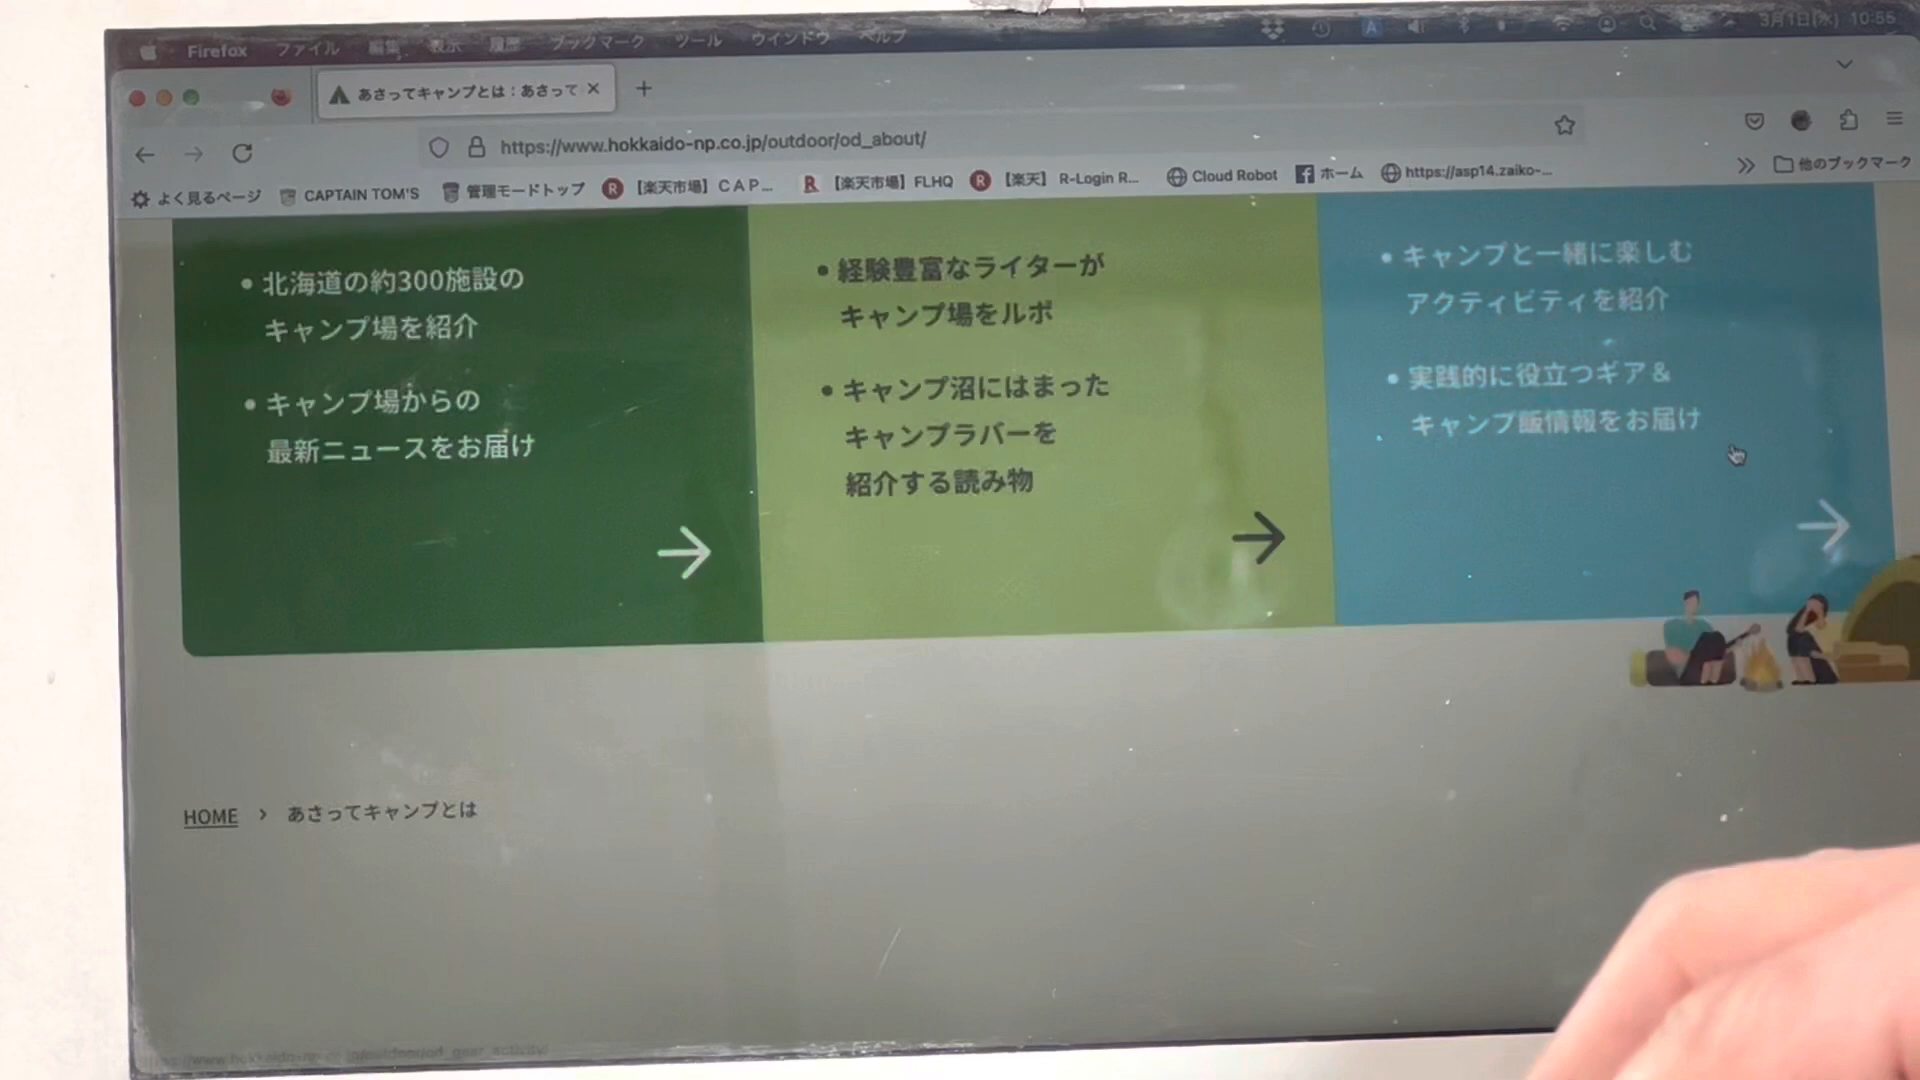 Firefox ファイル 編集 表示 履歴 ブックマーク ツール ウインドウ ヘルプ
A 3月1日(水) 10:56
あさってキャンプとは：あさって
https://www.hokkaido-np.co.jp/outdoor/od_about/
よく見るページ CAPTAIN TOM'S 管理モードトップ 【楽天市場】ＣＡＰ... 【楽天市場】FLHQ 【楽天】 R-Login R... Cloud Robot ホーム https://asp14.zaiko-... 他のブックマーク
•北海道の約300施設の
キャンプ場を紹介
•キャンプ場からの
最新ニュースをお届け
•経験豊富なライターが
キャンプ場をルポ
•キャンプ沼にはまった
キャンプラバーを
紹介する読み物
•キャンプと一緒に楽しむ
アクティビティを紹介
•実践的に役立つギア＆
キャンプ飯情報をお届け
HOME > あさってキャンプとは